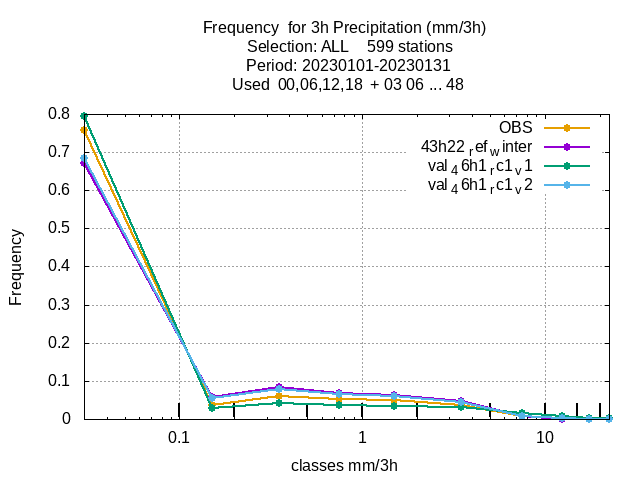 Frequency  for 3h Precipitation (mm/3h)
Selection: ALL    599 stations
Period: 20230101-20230131
Used  00,06,12,18  + 03 06 ... 48
OBS
43h22_ref_winter
val_46h1_rc1_v1
val_46h1_rc1_v2
Frequency
0.8
0.7
0.6
0.5
0.4
0.3
0.2
0.1
0
0.1 1 10
classes mm/3h